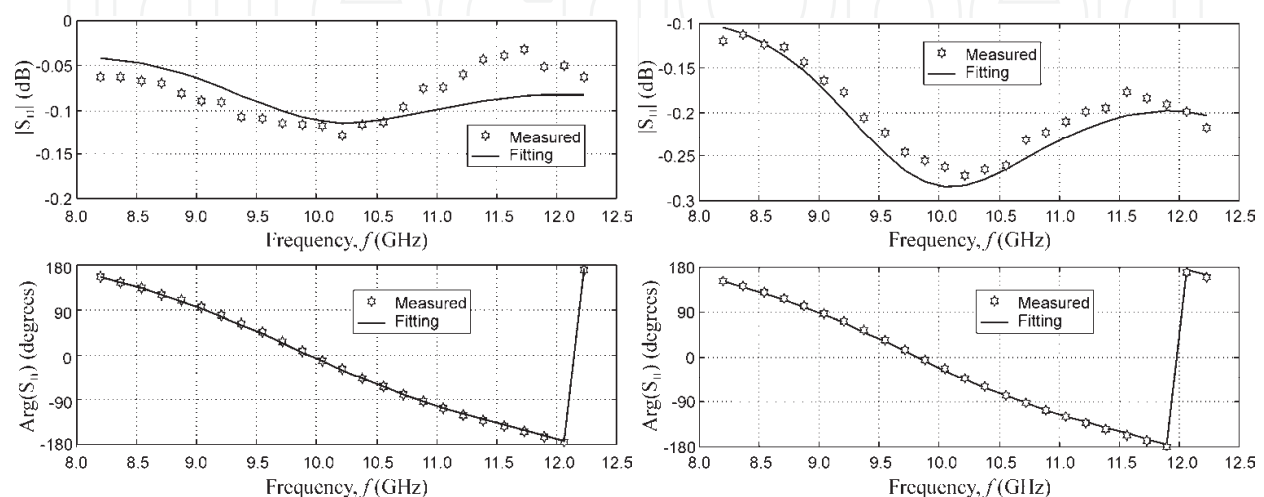 0
-0.05
-0.1
-0.15
-0.2
|S₁₁| (dB)
Measured
Fitting
8.0 8.5 9.0 9.5 10.0 10.5 11.0 11.5 12.0 12.5
Frequency, f (GHz)
-0.1
-0.15
-0.2
-0.25
-0.3
|S₁₁| (dB)
Measured
Fitting
8.0 8.5 9.0 9.5 10.0 10.5 11.0 11.5 12.0 12.5
Frequency, f (GHz)
180
90
0
-90
-180
Arg(S₁₁) (degrees)
Measured
Fitting
8.0 8.5 9.0 9.5 10.0 10.5 11.0 11.5 12.0 12.5
Frequency, f (GHz)
180
90
0
-90
-180
Arg(S₁₁) (degrees)
Measured
Fitting
8.0 8.5 9.0 9.5 10.0 10.5 11.0 11.5 12.0 12.5
Frequency, f (GHz)